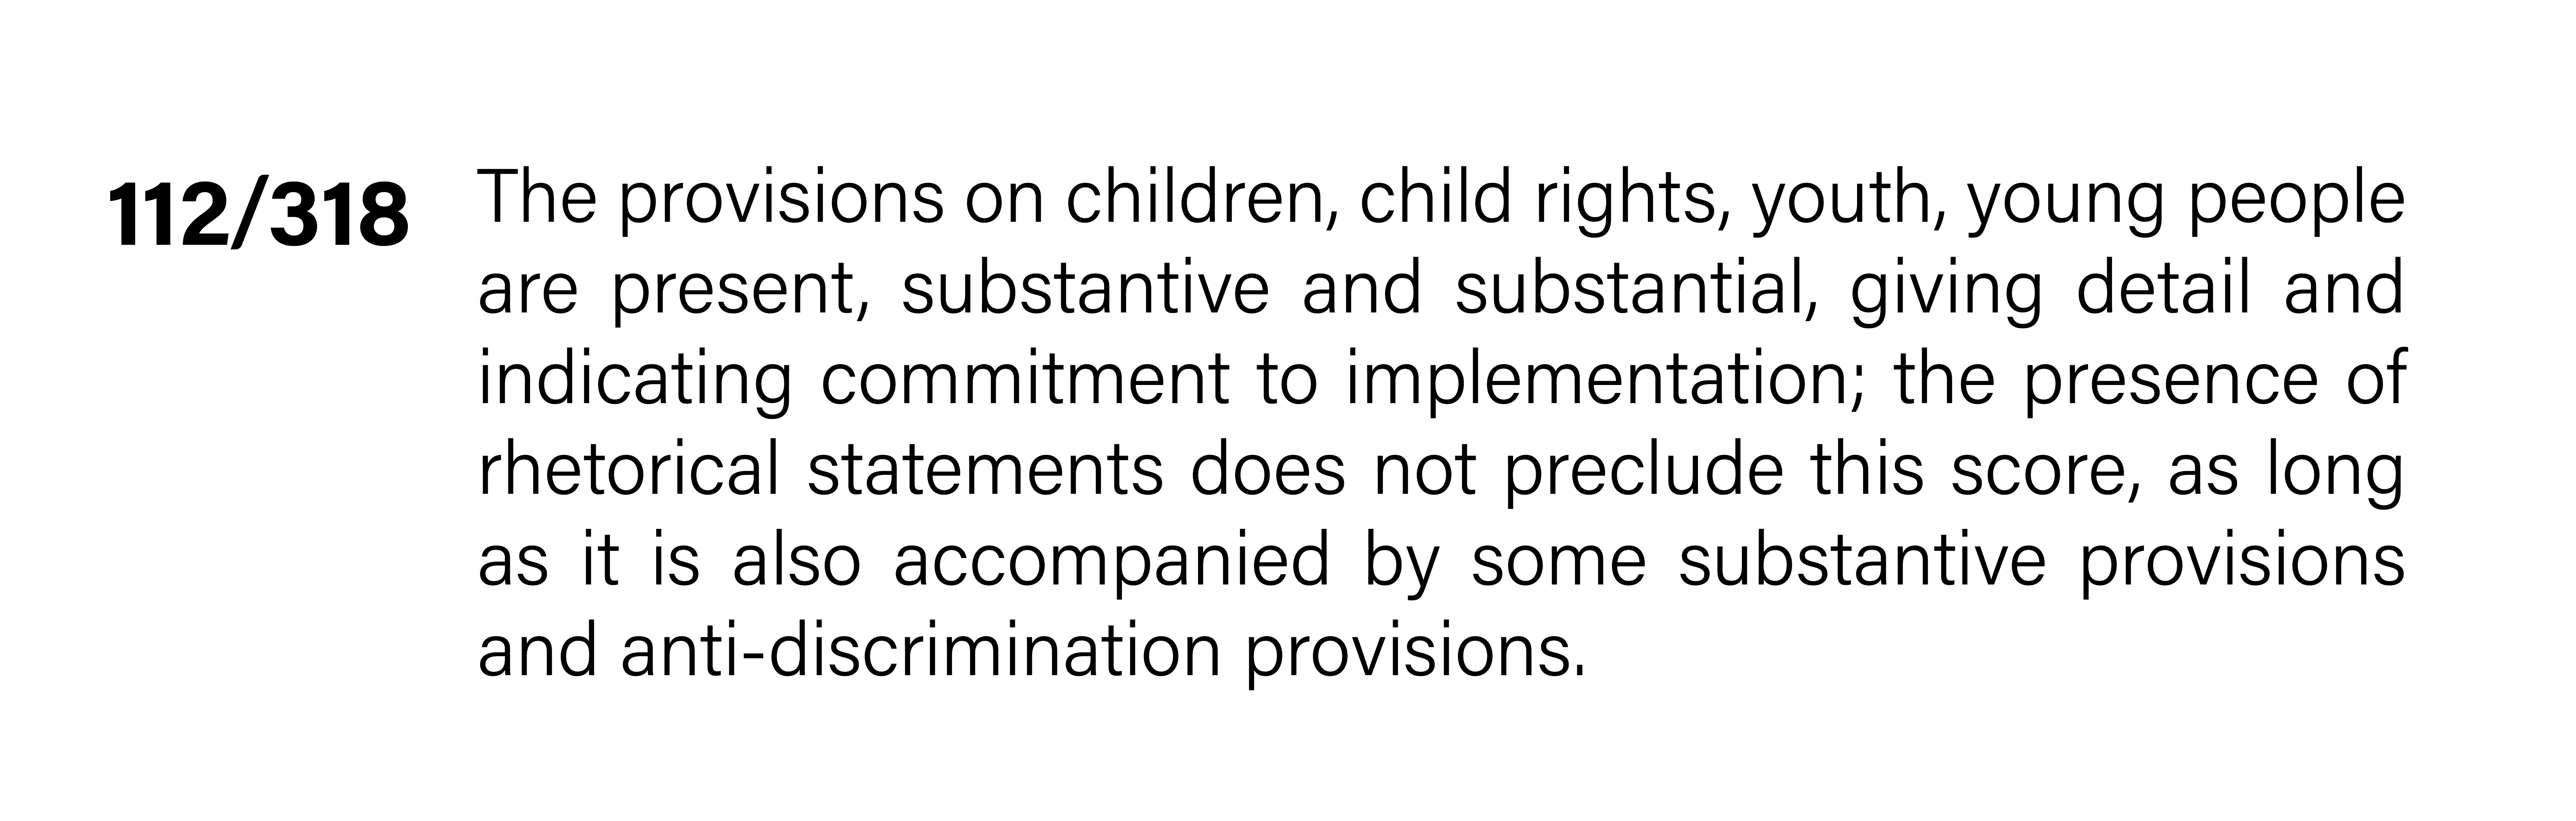 112/318
The provisions on children, child rights, youth, young people
are present, substantive and substantial, giving detail and
indicating commitment to implementation; the presence of
rhetorical statements does not preclude this score, as long
as it is also accompanied by some substantive provisions
and anti-discrimination provisions.